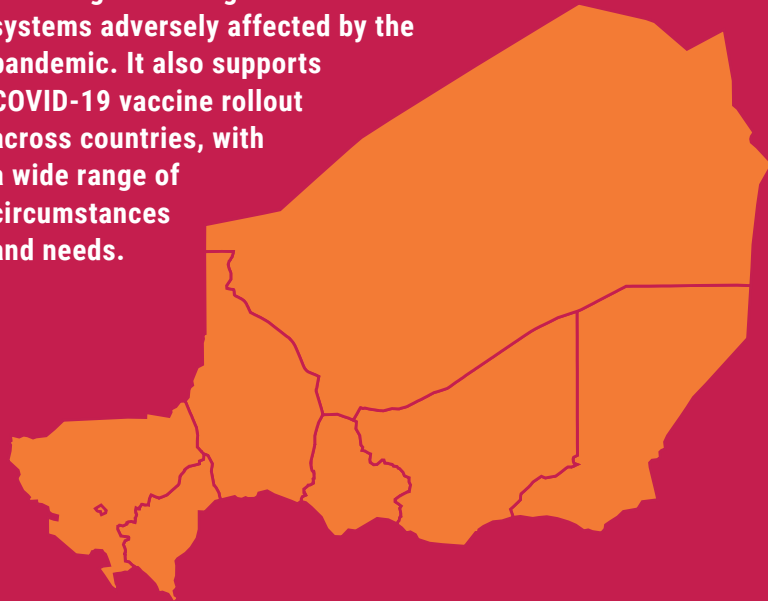 systems adversely affected by the
pandemic. It also supports
COVID-19 vaccine rollout
across countries, with
a wide range of
circumstances
and needs.